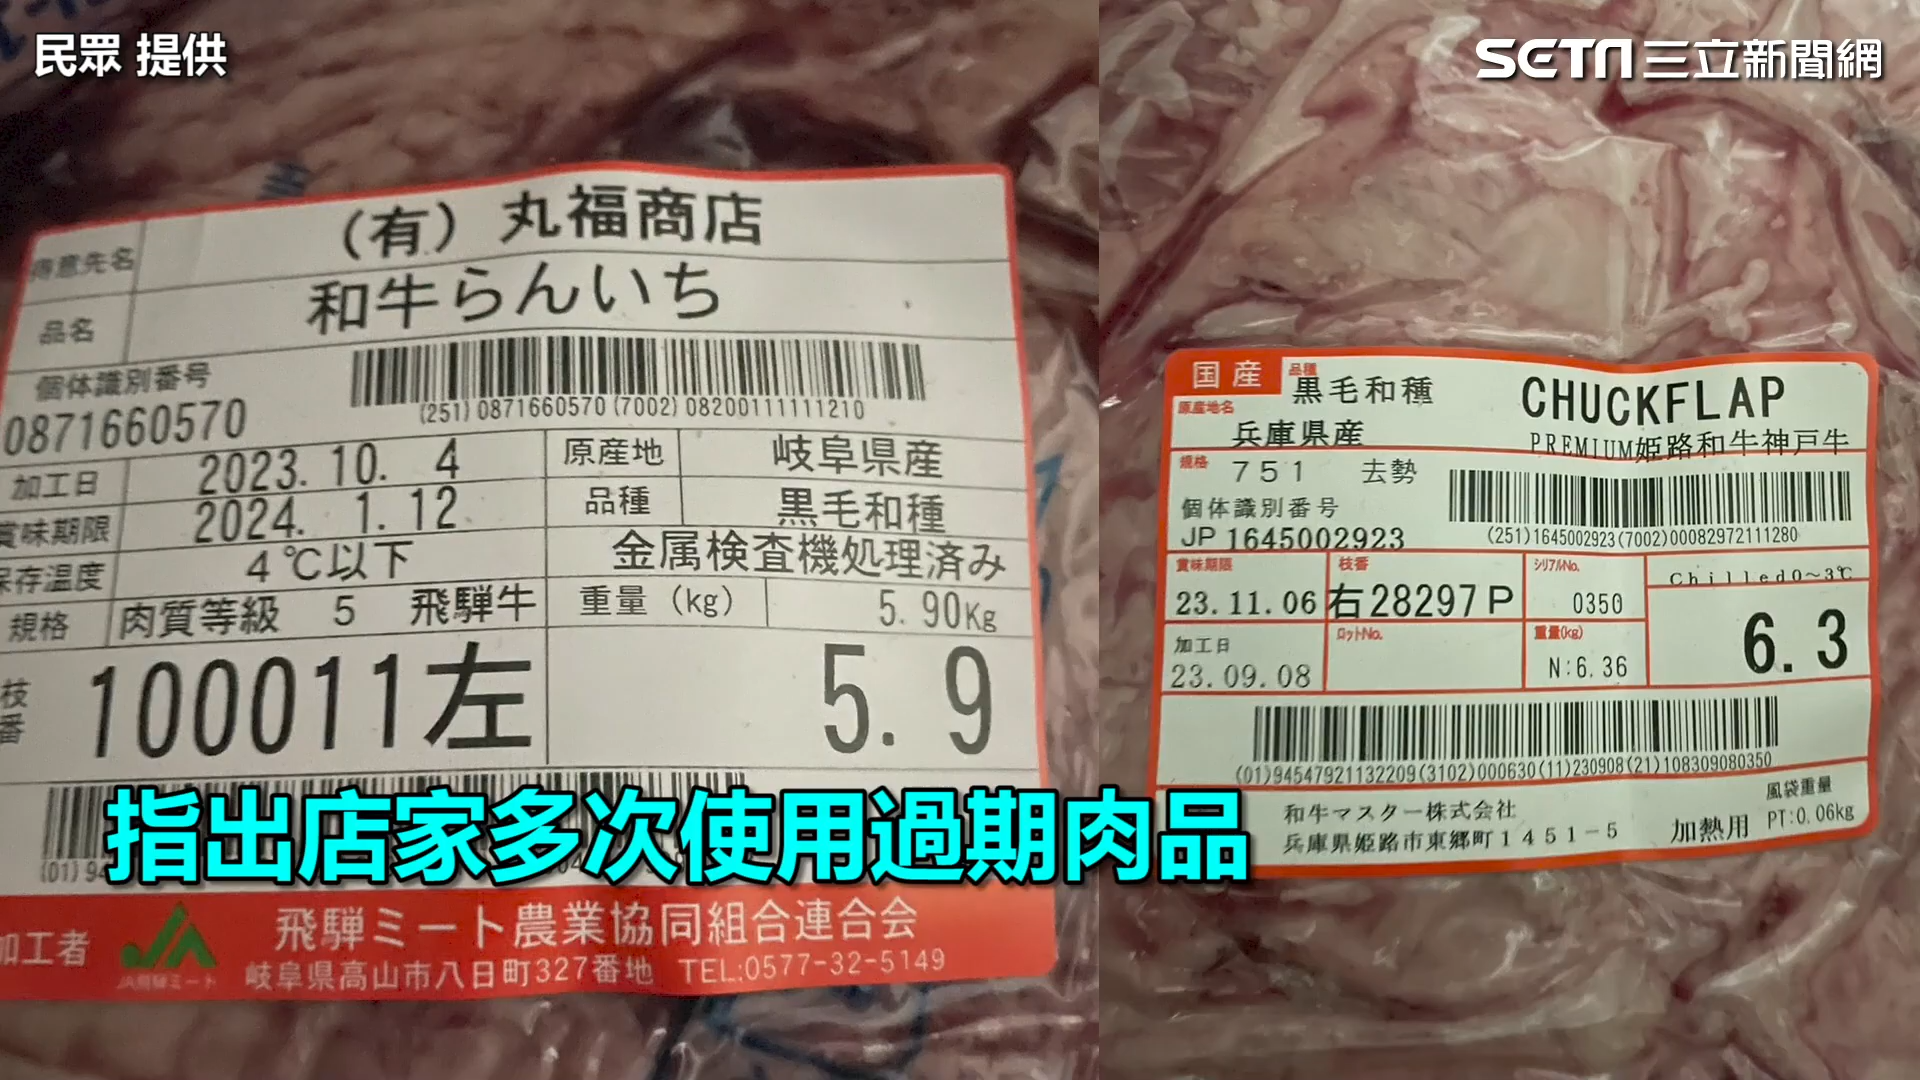 民眾 提供
SETN三立新聞網
(有) 丸福商店
得意先名
和牛らんいち
品名
個体識別番号
0871660570
(251) 0871660570 (7002) 08200111111210
加工日 2023. 10. 4
原産地 岐阜県産
賞味期限 2024. 1. 12
品種 黒毛和種
保存温度 4℃以下
金属検査機処理済み
規格 肉質等級 5 飛騨牛
重量 (kg) 5.90Kg
枝番 100011左
5. 9
加工者
JA飛騨ミート
飛騨ミート農業協同組合連合会
岐阜県高山市八日町327番地 TEL:0577-32-5149
国産 品種 黒毛和種 CHUCKFLAP
原産地名 兵庫県産 PREMIUM姫路和牛神戸牛
規格 751 去勢
個体識別番号
JP 1645002923
(251)1645002923(7002)00082972111280
賞味期限 枝番 シリアルNo. Chilled0~3℃
23.11.06 右28297P 0350
加工日 ロットNo. 重量(kg) 6.3
23.09.08 N:6.36
(01)94547921132209(3102)000630(11)230908(21)108309080350
和牛マスター株式会社 風袋重量
兵庫県姫路市東郷町1451-5 加熱用 PT:0.06kg
指出店家多次使用過期肉品